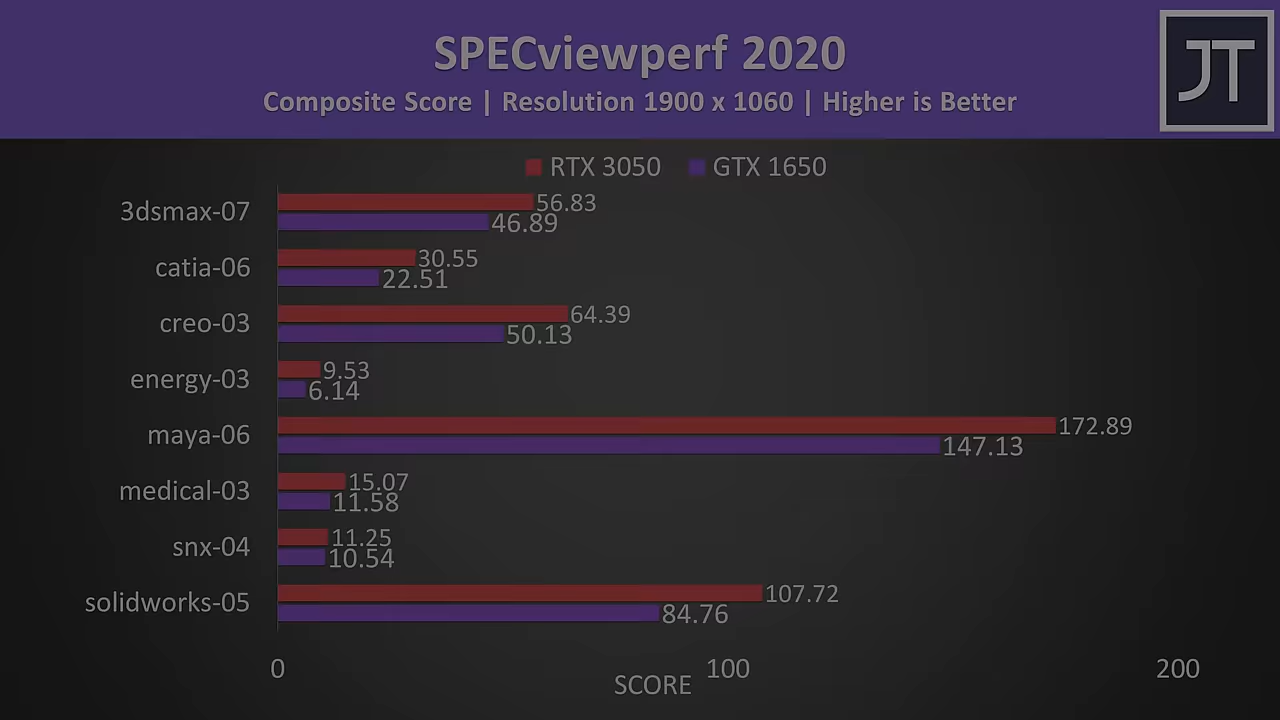 SPECviewperf 2020
JT
Composite Score | Resolution 1900 x 1060 | Higher is Better
RTX 3050 GTX 1650
3dsmax-07 56.83
46.89
catia-06 30.55
22.51
creo-03 64.39
50.13
energy-03 9.53
6.14
maya-06 172.89
147.13
medical-03 15.07
11.58
snx-04 11.25
10.54
solidworks-05 107.72
84.76
0 100 200
SCORE